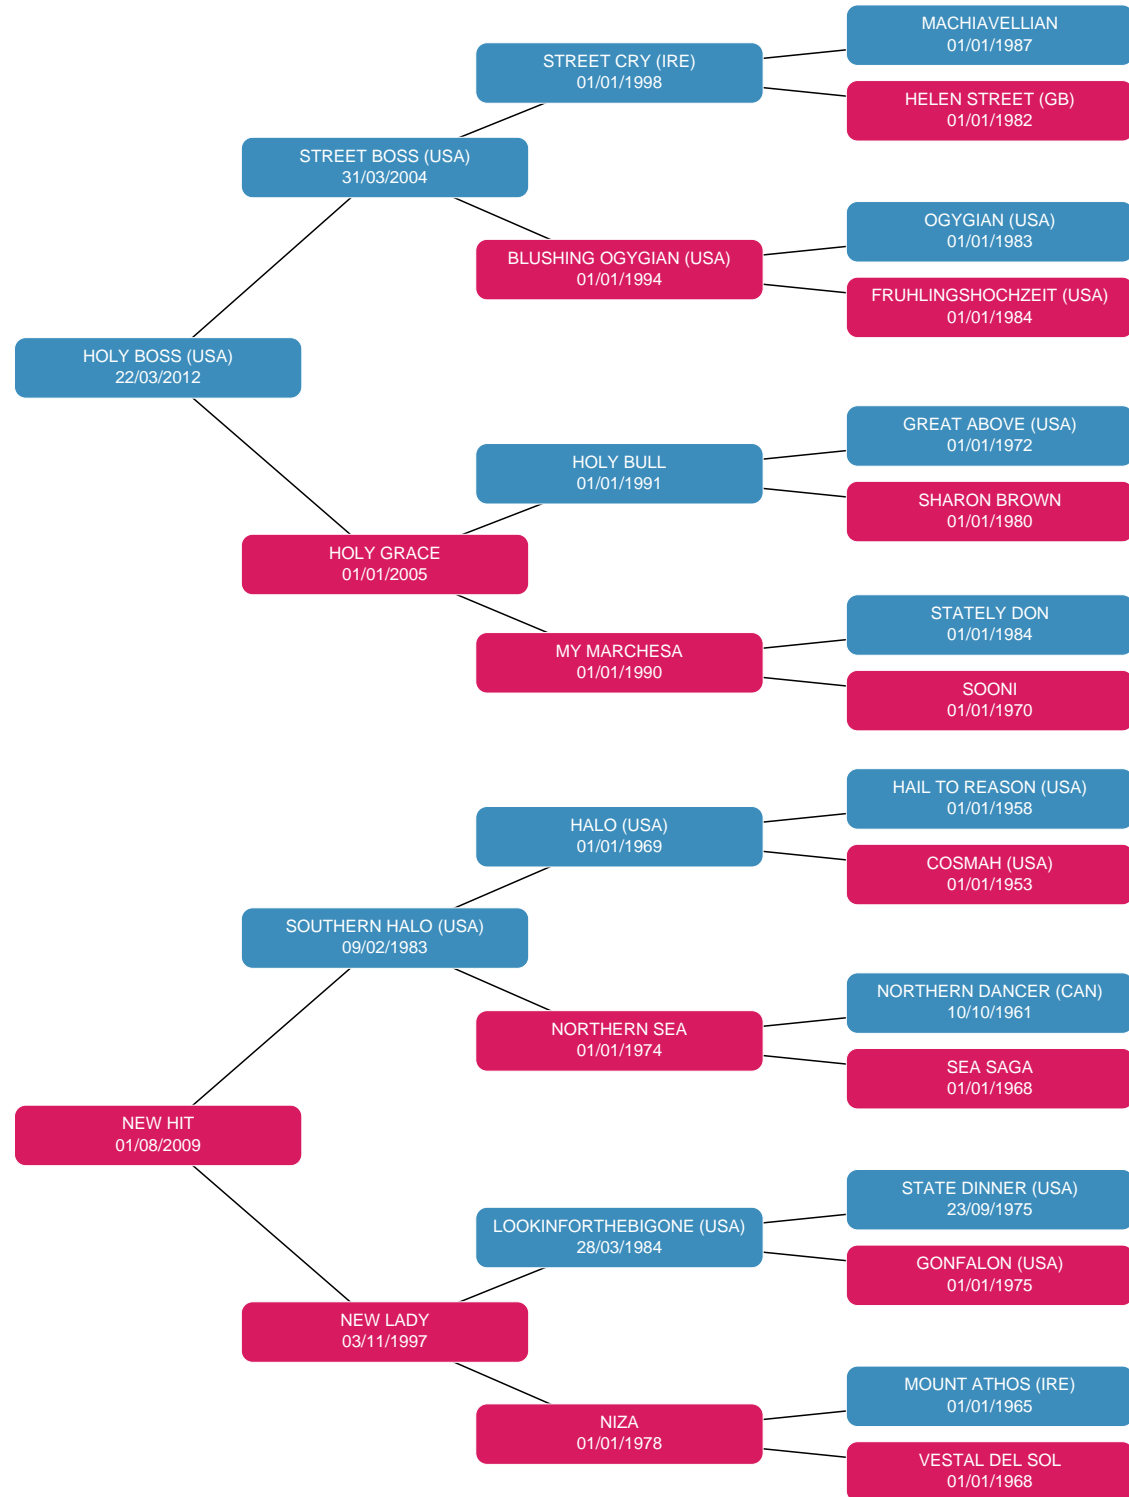 MACHIAVELLIAN
01/01/1987
STREET CRY (IRE)
01/01/1998
HELEN STREET (GB)
01/01/1982
STREET BOSS (USA)
31/03/2004
OGYGIAN (USA)
01/01/1983
BLUSHING OGYGIAN (USA)
01/01/1994
FRUHLINGSHOCHZEIT (USA)
01/01/1984
HOLY BOSS (USA)
22/03/2012
GREAT ABOVE (USA)
01/01/1972
HOLY BULL
01/01/1991
SHARON BROWN
01/01/1980
HOLY GRACE
01/01/2005
STATELY DON
01/01/1984
MY MARCHESA
01/01/1990
SOONI
01/01/1970
HAIL TO REASON (USA)
01/01/1958
HALO (USA)
01/01/1969
COSMAH (USA)
01/01/1953
SOUTHERN HALO (USA)
09/02/1983
NORTHERN DANCER (CAN)
10/10/1961
NORTHERN SEA
01/01/1974
SEA SAGA
01/01/1968
NEW HIT
01/08/2009
STATE DINNER (USA)
23/09/1975
LOOKINFORTHEBIGONE (USA)
28/03/1984
GONFALON (USA)
01/01/1975
NEW LADY
03/11/1997
MOUNT ATHOS (IRE)
01/01/1965
NIZA
01/01/1978
VESTAL DEL SOL
01/01/1968